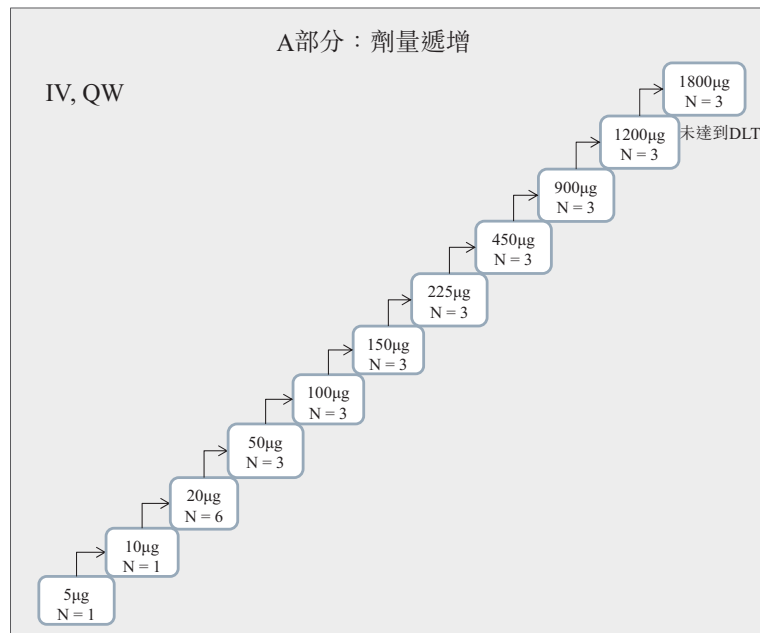 A部分：劑量遞增
IV, QW
1800μg
N = 3
未達到DLT
1200μg
N = 3
900μg
N = 3
450μg
N = 3
225μg
N = 3
150μg
N = 3
100μg
N = 3
50μg
N = 3
20μg
N = 6
10μg
N = 1
5μg
N = 1